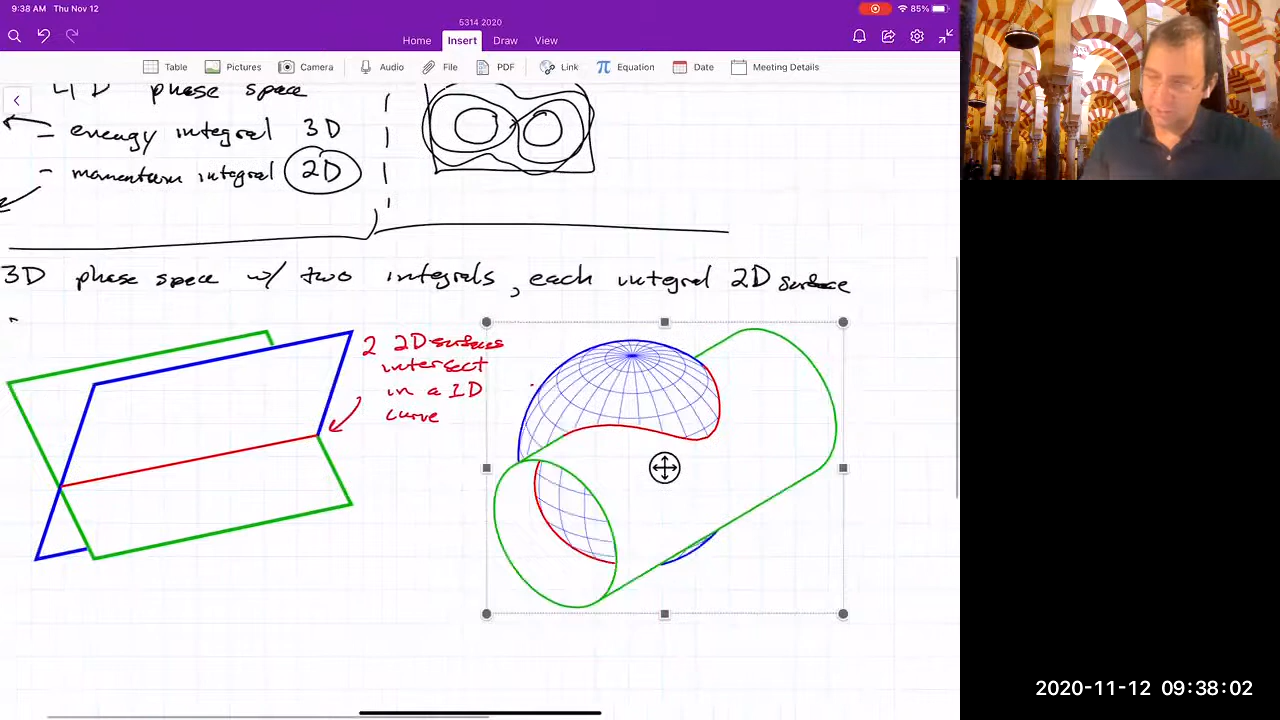 9:38 AM Thu Nov 12
85%
5314 2020
Home Insert Draw View
Table Pictures Camera Audio File PDF Link Equation Date Meeting Details
4D phase space
- energy integral 3D
- momentum integral 2D
3D phase space w/ two integrals, each integral 2D surface
2 2D surfaces
intersect
in a 1D
curve
2020-11-12 09:38:02